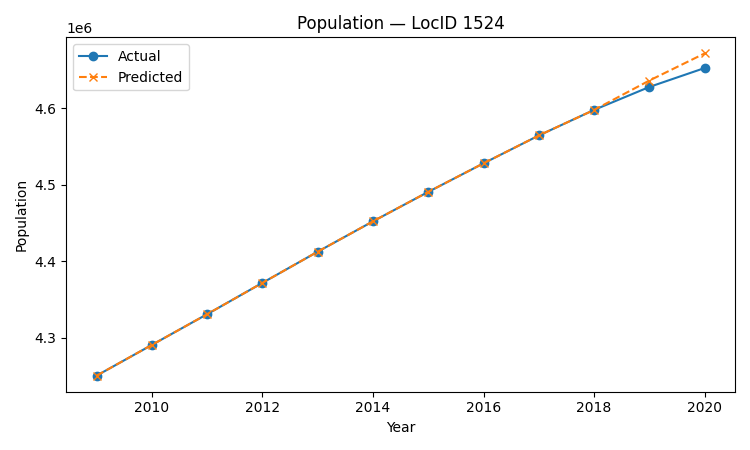 Population — LocID 1524
1e6
Actual
Predicted
4.6
4.5
4.4
4.3
Population
2010 2012 2014 2016 2018 2020
Year